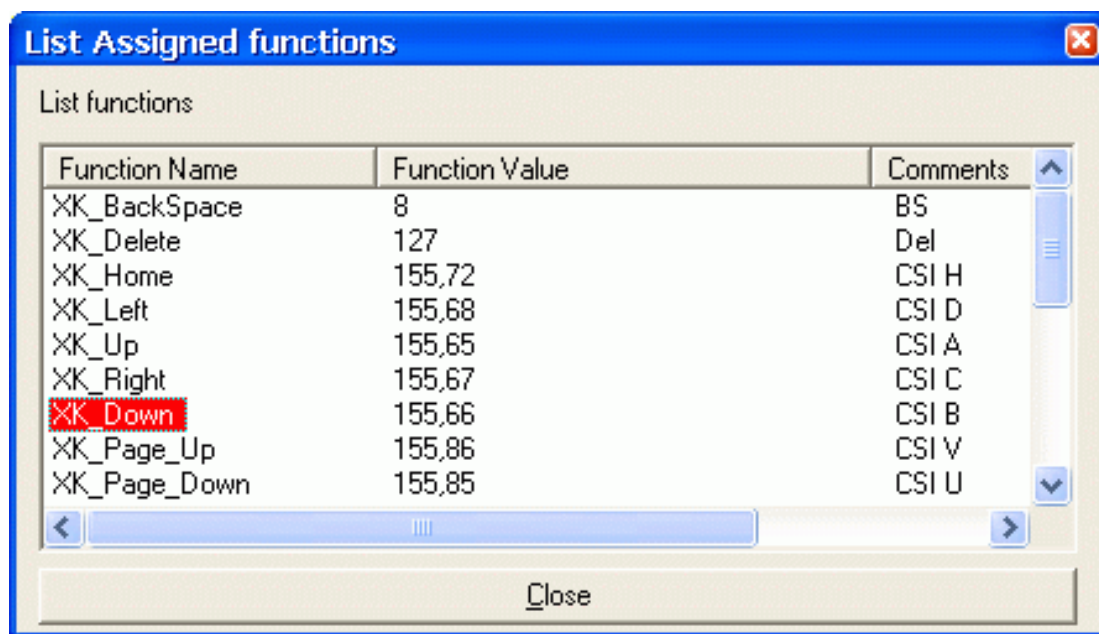 List Assigned functions
List functions
Function Name Function Value Comments
XK_BackSpace 8 BS
XK_Delete 127 Del
XK_Home 155,72 CSI H
XK_Left 155,68 CSI D
XK_Up 155,65 CSI A
XK_Right 155,67 CSI C
XK_Down 155,66 CSI B
XK_Page_Up 155,86 CSI V
XK_Page_Down 155,85 CSI U
Close